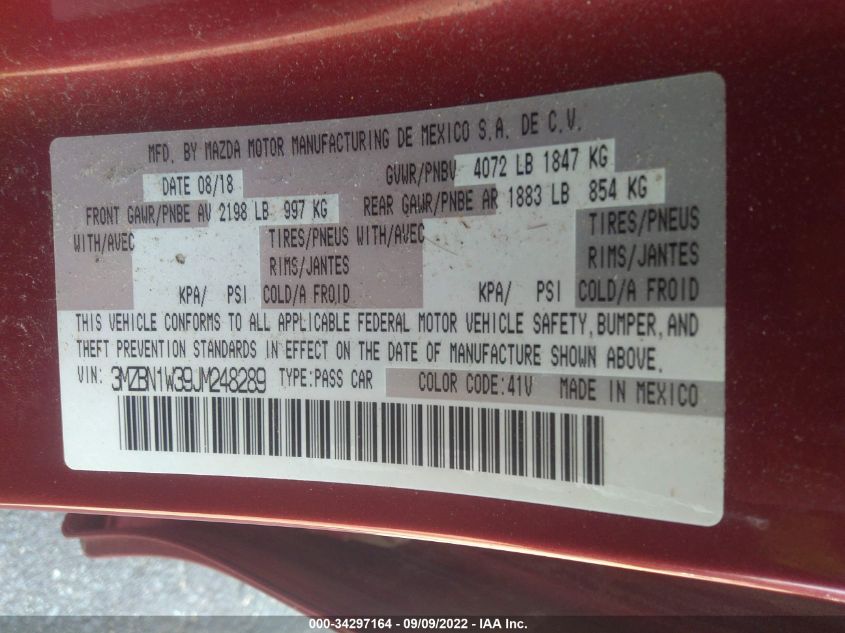 MFD. BY MAZDA MOTOR MANUFACTURING DE MEXICO S.A. DE C.V.
DATE 08/18 GVWR/PNBV 4072 LB 1847 KG
FRONT GAWR/PNBE AV 2198 LB 997 KG REAR GAWR/PNBE AR 1883 LB 854 KG
WITH/AVEC TIRES/PNEUS WITH/AVEC TIRES/PNEUS
RIMS/JANTES RIMS/JANTES
KPA/ PSI COLD/A FROID KPA/ PSI COLD/A FROID
THIS VEHICLE CONFORMS TO ALL APPLICABLE FEDERAL MOTOR VEHICLE SAFETY, BUMPER, AND
THEFT PREVENTION STANDARDS IN EFFECT ON THE DATE OF MANUFACTURE SHOWN ABOVE.
VIN: 3MZBN1W39JM248289 TYPE:PASS CAR COLOR CODE:41V MADE IN MEXICO
000-34297164 - 09/09/2022 - IAA Inc.